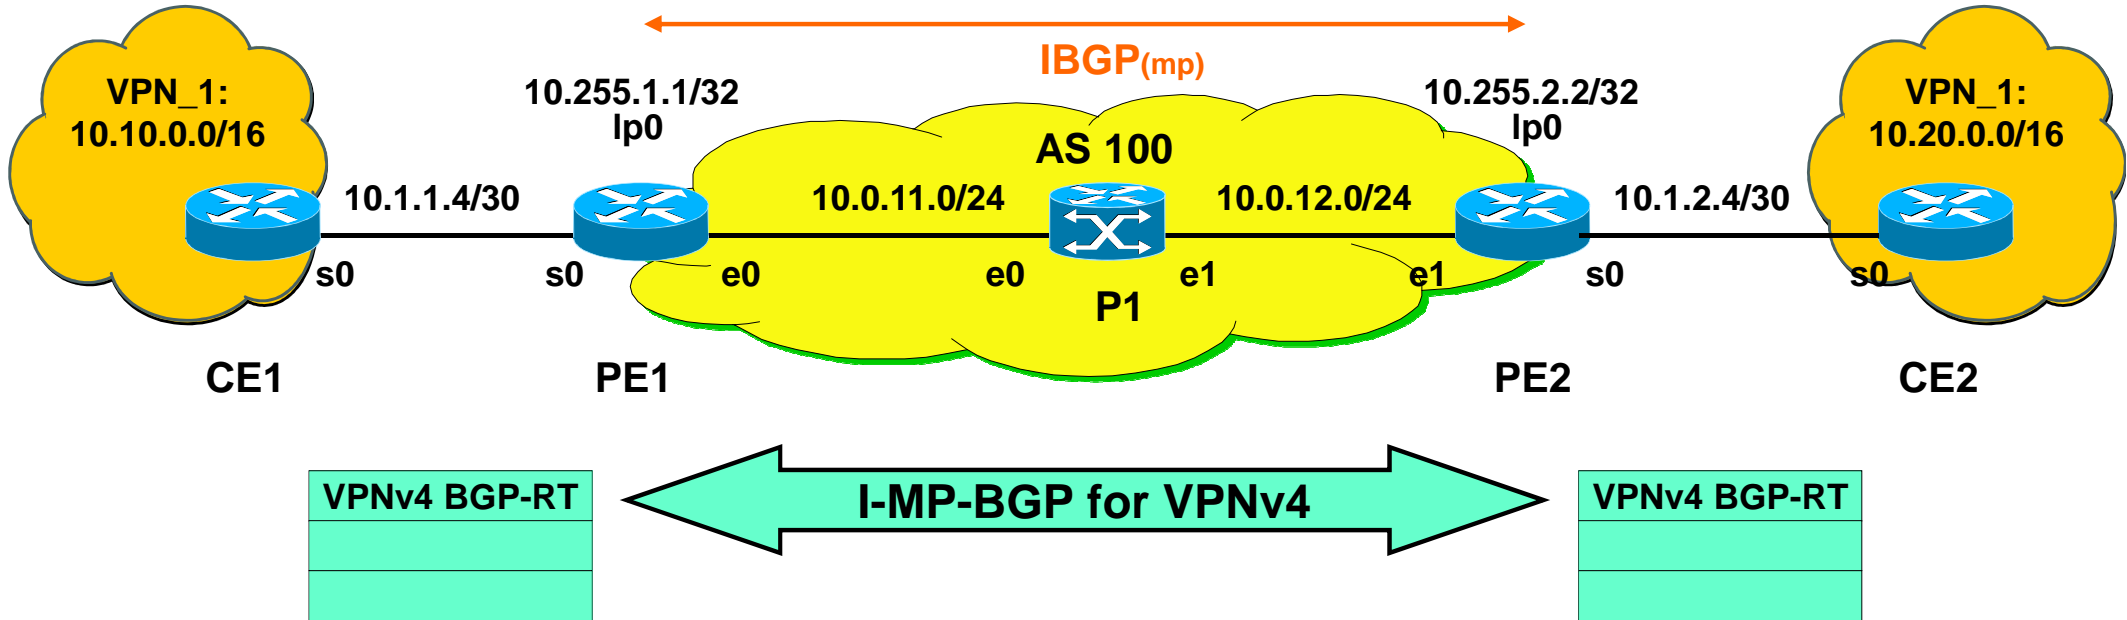 IBGP(mp)
VPN_1:
10.10.0.0/16
10.255.1.1/32
lp0
AS 100
10.255.2.2/32
lp0
VPN_1:
10.20.0.0/16
10.1.1.4/30
10.0.11.0/24
10.0.12.0/24
10.1.2.4/30
s0
s0
e0
e0
e1
e1
s0
s0
P1
CE1
PE1
PE2
CE2
VPNv4 BGP-RT
I-MP-BGP for VPNv4
VPNv4 BGP-RT